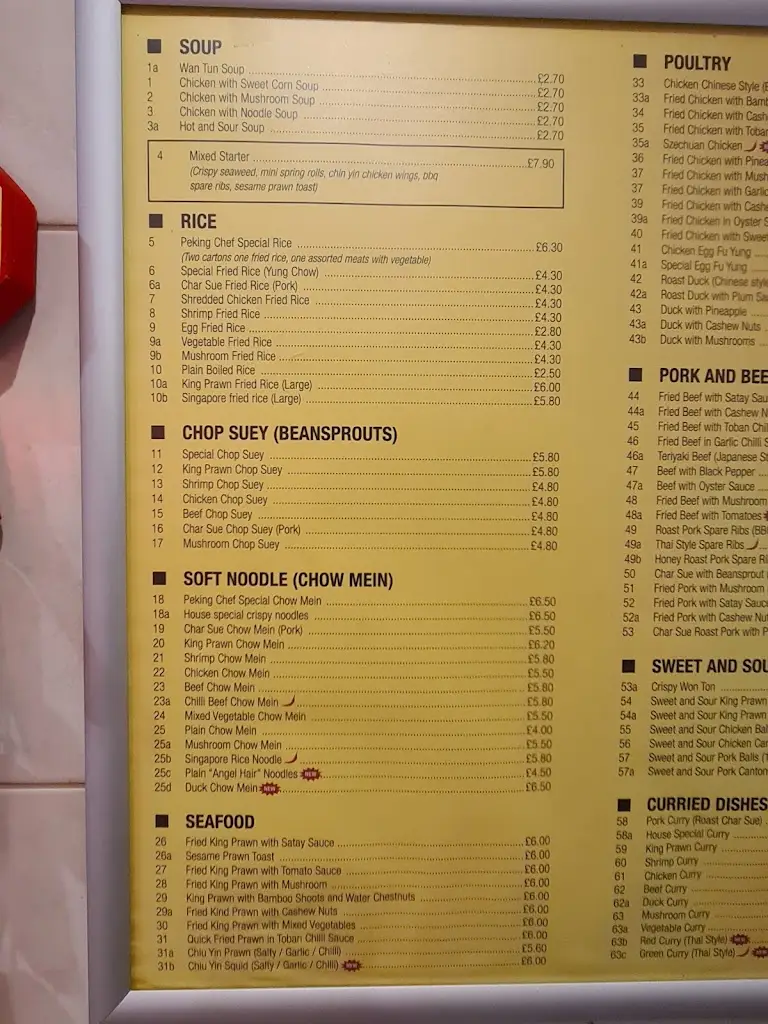 SOUP
1a Wan Tun Soup £2.70
1 Chicken with Sweet Corn Soup £2.70
2 Chicken with Mushroom Soup £2.70
3 Chicken with Noodle Soup £2.70
3a Hot and Sour Soup £2.70
4 Mixed Starter £7.90
(Crispy seaweed, mini spring rolls, chin yin chicken wings, bbq
spare ribs, sesame prawn toast)
RICE
5 Peking Chef Special Rice £6.30
(Two cartons one fried rice, one assorted meats with vegetable)
6 Special Fried Rice (Yung Chow) £4.30
6a Char Sue Fried Rice (Pork) £4.30
7 Shredded Chicken Fried Rice £4.30
8 Shrimp Fried Rice £4.30
9 Egg Fried Rice £2.80
9a Vegetable Fried Rice £4.30
9b Mushroom Fried Rice £4.30
10 Plain Boiled Rice £2.50
10a King Prawn Fried Rice (Large) £6.00
10b Singapore fried rice (Large) £5.80
CHOP SUEY (BEANSPROUTS)
11 Special Chop Suey £5.80
12 King Prawn Chop Suey £5.80
13 Shrimp Chop Suey £4.80
14 Chicken Chop Suey £4.80
15 Beef Chop Suey £4.80
16 Char Sue Chop Suey (Pork) £4.80
17 Mushroom Chop Suey £4.80
SOFT NOODLE (CHOW MEIN)
18 Peking Chef Special Chow Mein £6.50
18a House special crispy noodles £6.50
19 Char Sue Chow Mein (Pork) £5.50
20 King Prawn Chow Mein £6.20
21 Shrimp Chow Mein £5.80
22 Chicken Chow Mein £5.50
23 Beef Chow Mein £5.80
23a Chilli Beef Chow Mein £5.80
24 Mixed Vegetable Chow Mein £5.50
25 Plain Chow Mein £4.00
25a Mushroom Chow Mein £5.50
25b Singapore Rice Noodle £5.80
25c Plain "Angel Hair" Noodles NEW £4.50
25d Duck Chow Mein NEW £6.50
SEAFOOD
26 Fried King Prawn with Satay Sauce £6.00
26a Sesame Prawn Toast £6.00
27 Fried King Prawn with Tomato Sauce £6.00
28 Fried King Prawn with Mushroom £6.00
29 King Prawn with Bamboo Shoots and Water Chestnuts £6.00
29a Fried Kind Prawn with Cashew Nuts £6.00
30 Fried King Prawn with Mixed Vegetables £6.00
31 Quick Fried Prawn in Toban Chilli Sauce £6.00
31a Chiu Yin Prawn (Salty / Garlic / Chilli) £5.60
31b Chiu Yin Squid (Salty / Garlic / Chilli) NEW £6.00
POULTRY
33 Chicken Chinese Style (
33a Fried Chicken with Bam
34 Fried Chicken with Cash
35 Fried Chicken with Toban
35a Szechuan Chicken
36 Fried Chicken with Pinea
37 Fried Chicken with Mush
37 Fried Chicken with Garlic
39 Fried Chicken with Cashe
39a Fried Chicken in Oyster S
40 Fried Chicken with Sweet
41 Chicken Egg Fu Yung
41a Special Egg Fu Yung
42 Roast Duck (Chinese style
42a Roast Duck with Plum Sa
43 Duck with Pineapple
43a Duck with Cashew Nuts
43b Duck with Mushrooms
PORK AND BEE
44 Fried Beef with Satay Sau
44a Fried Beef with Cashew N
45 Fried Beef with Toban Chil
46 Fried Beef in Garlic Chilli S
46a Teriyaki Beef (Japanese St
47 Beef with Black Pepper
47a Beef with Oyster Sauce
48 Fried Beef with Mushroom
48a Fried Beef with Tomatoes
49 Roast Pork Spare Ribs (BB
49a Thai Style Spare Ribs
49b Honey Roast Pork Spare Ri
50 Char Sue with Beansprout
51 Fried Pork with Mushroom
52 Fried Pork with Satay Sauc
52a Fried Pork with Cashew Nu
53 Char Sue Roast Pork with P
SWEET AND SOU
53a Crispy Won Ton
54 Sweet and Sour King Prawn
54a Sweet and Sour King Prawn
55 Sweet and Sour Chicken Bal
56 Sweet and Sour Chicken Can
57 Sweet and Sour Pork Balls (
57a Sweet and Sour Pork Canton
CURRIED DISHES
58 Pork Curry (Roast Char Sue)
58a House Special Curry
59 King Prawn Curry
60 Shrimp Curry
61 Chicken Curry
62 Beef Curry
62a Duck Curry
63 Mushroom Curry
63a Vegetable Curry
63b Red Curry (Thai Style) NEW
63c Green Curry (Thai Style)